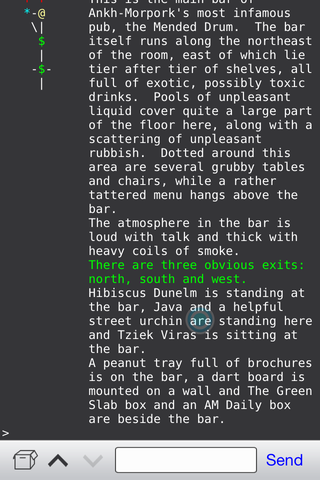 This is the main bar of
*-@ Ankh-Morpork's most infamous
\| pub, the Mended Drum. The bar
$ itself runs along the northeast
| of the room, east of which lie
-$- tier after tier of shelves, all
| full of exotic, possibly toxic
drinks. Pools of unpleasant
liquid cover quite a large part
of the floor here, along with a
scattering of unpleasant
rubbish. Dotted around this
area are several grubby tables
and chairs, while a rather
tattered menu hangs above the
bar.
The atmosphere in the bar is
loud with talk and thick with
heavy coils of smoke.
There are three obvious exits:
north, south and west.
Hibiscus Dunelm is standing at
the bar, Java and a helpful
street urchin are standing here
and Tziek Viras is sitting at
the bar.
A peanut tray full of brochures
is on the bar, a dart board is
mounted on a wall and The Green
Slab box and an AM Daily box
are beside the bar.
>
Send